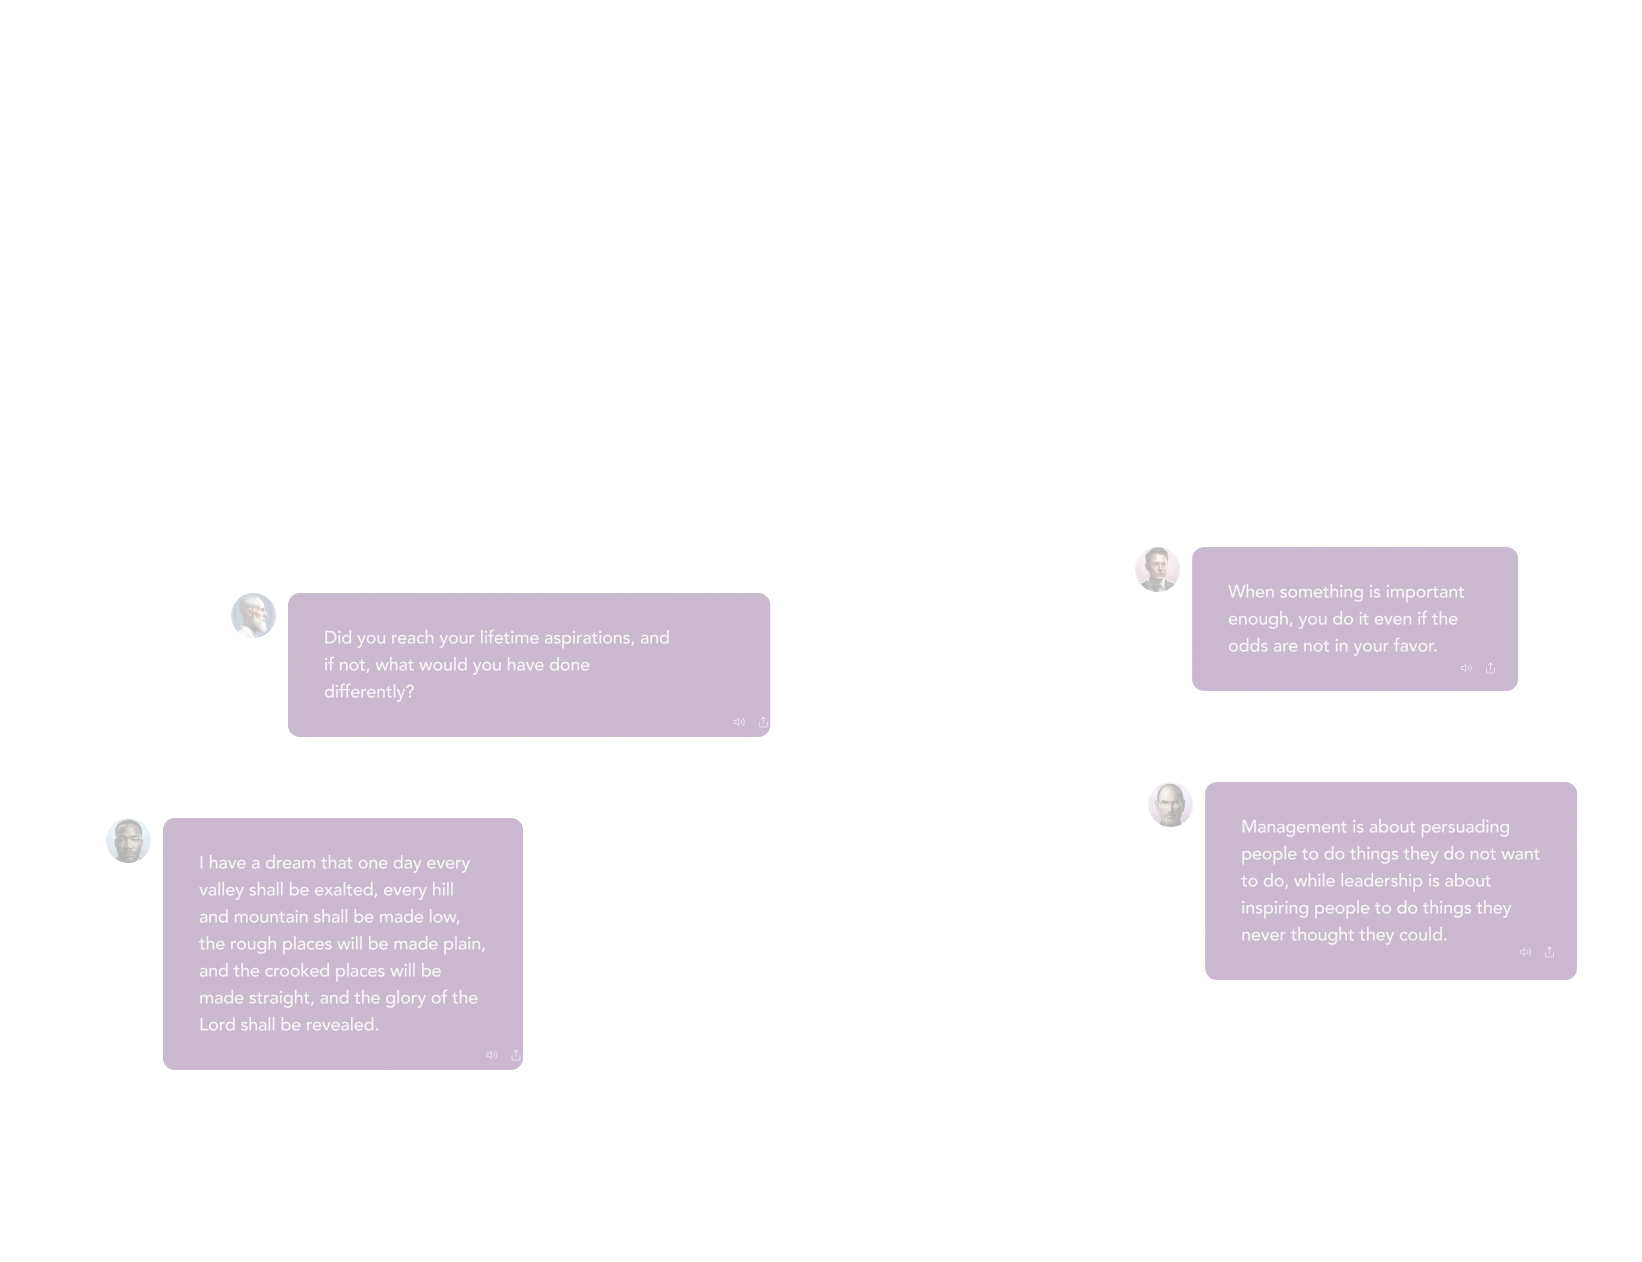 Did you reach your lifetime aspirations, and
if not, what would you have done
differently?
I have a dream that one day every
valley shall be exalted, every hill
and mountain shall be made low,
the rough places will be made plain,
and the crooked places will be
made straight, and the glory of the
Lord shall be revealed.
When something is important
enough, you do it even if the
odds are not in your favor.
Management is about persuading
people to do things they do not want
to do, while leadership is about
inspiring people to do things they
never thought they could.